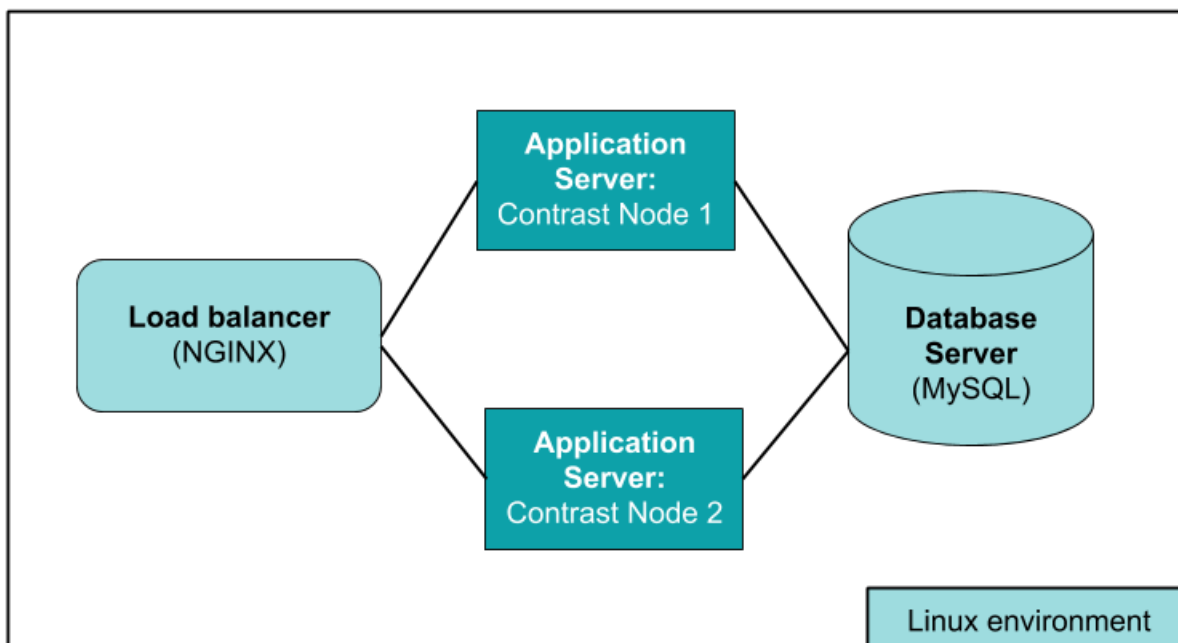 Application
Server:
Contrast Node 1
Load balancer
(NGINX)
Database
Server
(MySQL)
Application
Server:
Contrast Node 2
Linux environment